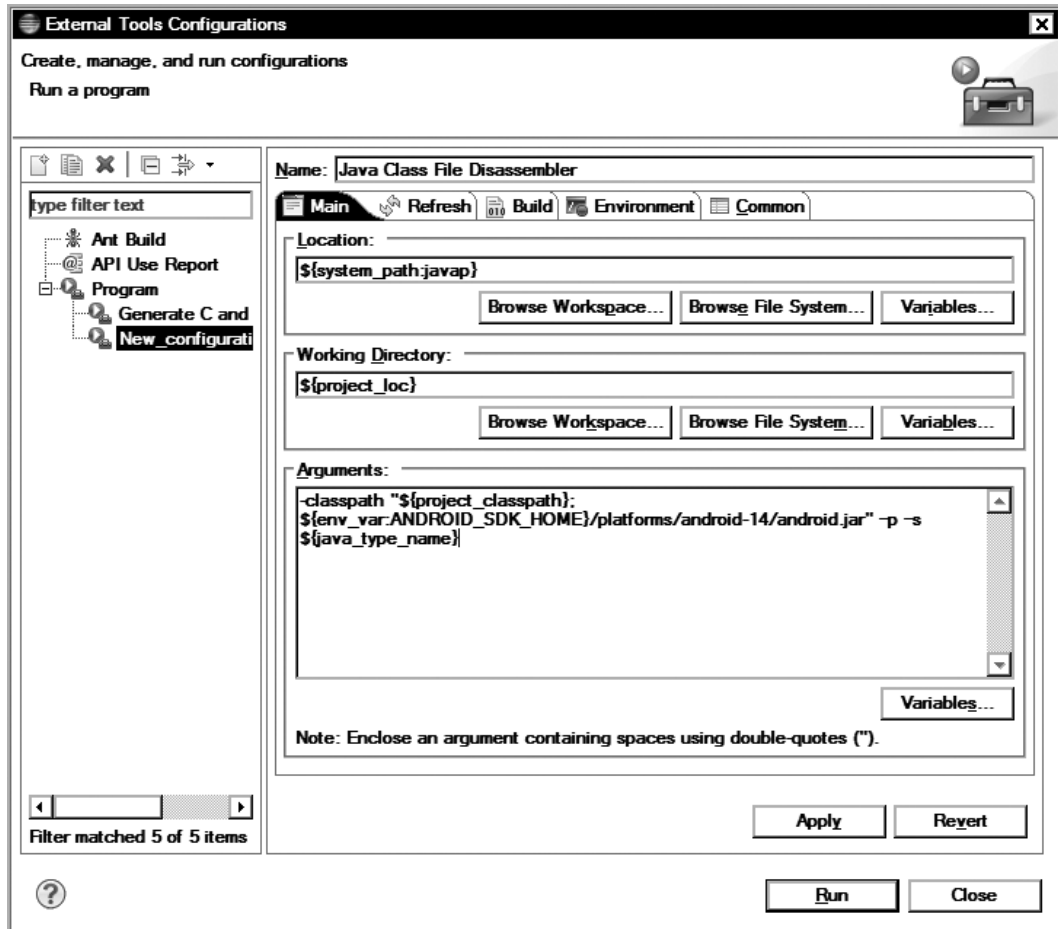 External Tools Configurations
Create, manage, and run configurations
Run a program
type filter text
Ant Build
API Use Report
Program
Generate C and
New_configurati
Filter matched 5 of 5 items
Name: Java Class File Disassembler
Main Refresh Build Environment Common
Location:
${system_path:javap}
Browse Workspace... Browse File System... Variables...
Working Directory:
${project_loc}
Browse Workspace... Browse File System... Variables...
Arguments:
-classpath "${project_classpath};
${env_var:ANDROID_SDK_HOME}/platforms/android-14/android.jar" –p –s
${java_type_name}
Variables...
Note: Enclose an argument containing spaces using double-quotes (").
Apply Revert
Run Close